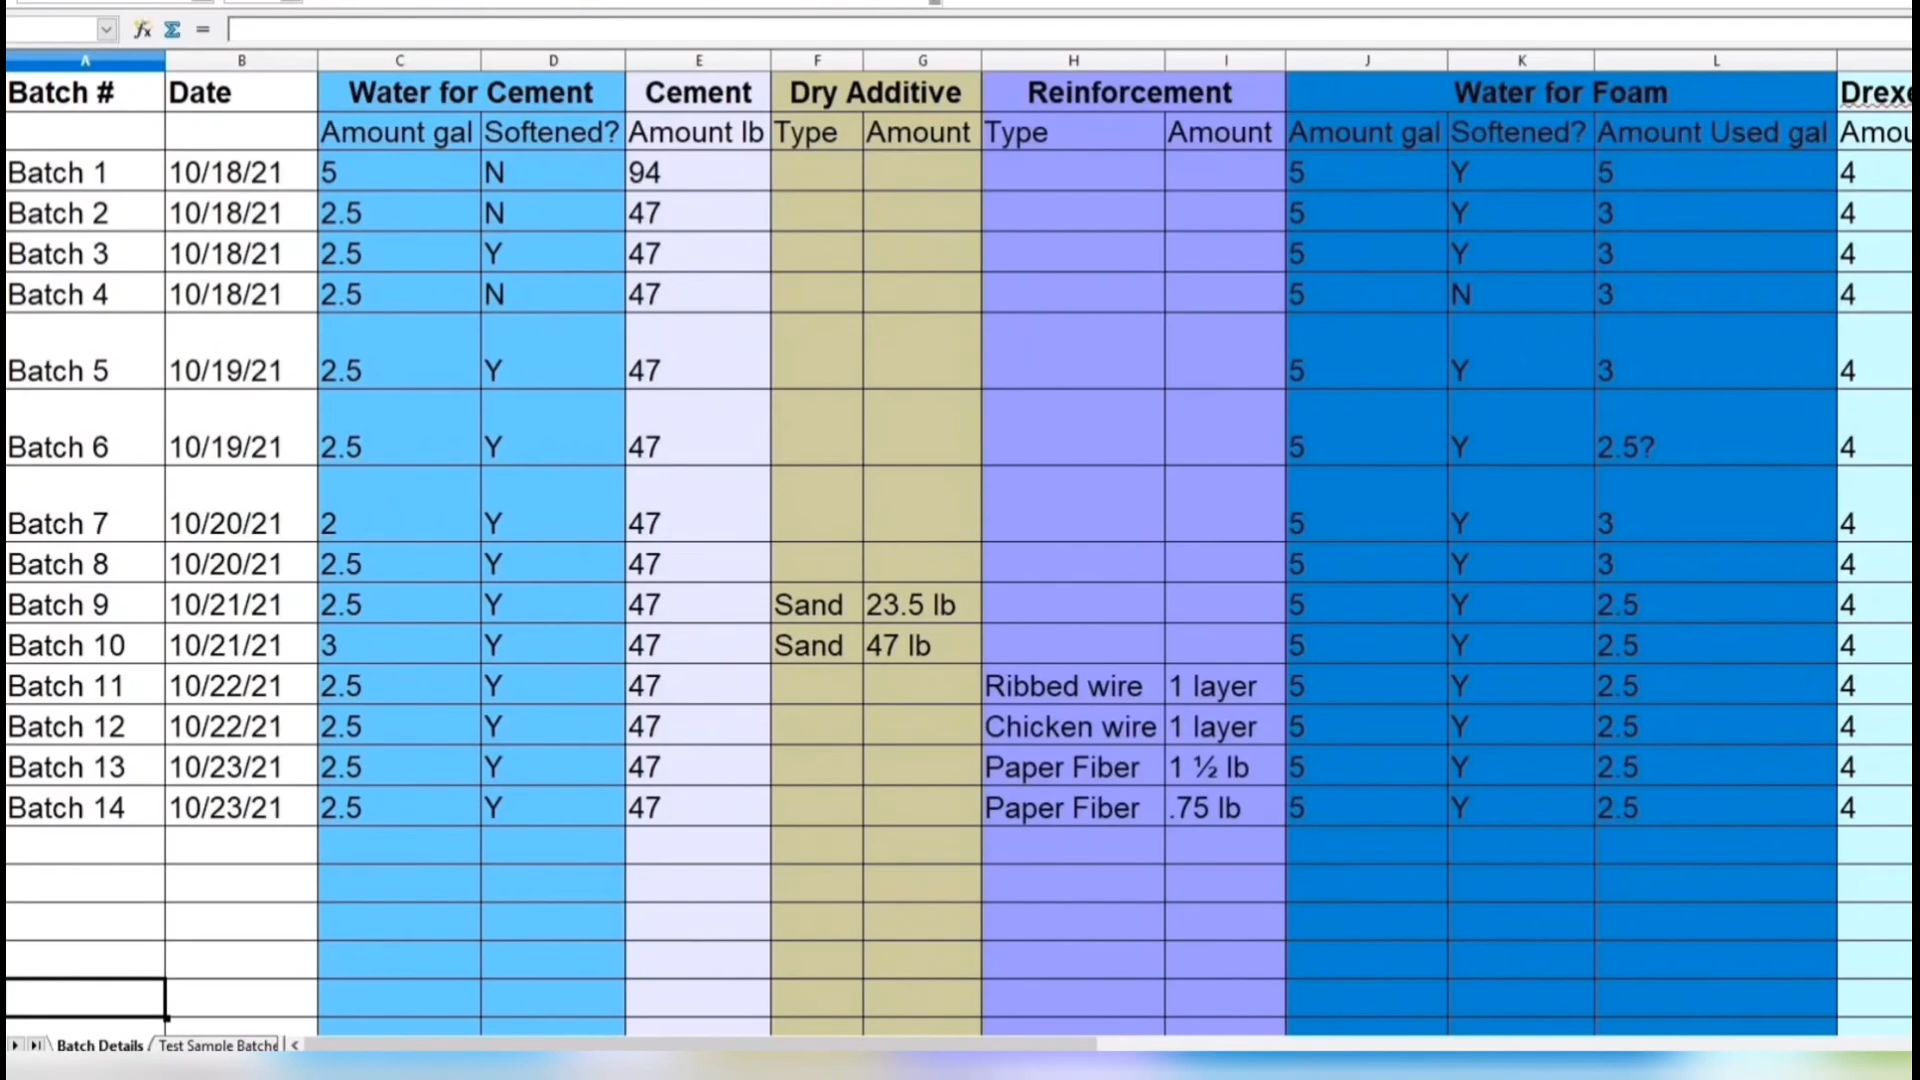 A B C D E F G H I J K L
Batch # Date Water for Cement Cement Dry Additive Reinforcement Water for Foam Drexe
Amount gal Softened? Amount lb Type Amount Type Amount Amount gal Softened? Amount Used gal Amou
Batch 1 10/18/21 5 N 94 5 Y 5 4
Batch 2 10/18/21 2.5 N 47 5 Y 3 4
Batch 3 10/18/21 2.5 Y 47 5 Y 3 4
Batch 4 10/18/21 2.5 N 47 5 N 3 4
Batch 5 10/19/21 2.5 Y 47 5 Y 3 4
Batch 6 10/19/21 2.5 Y 47 5 Y 2.5? 4
Batch 7 10/20/21 2 Y 47 5 Y 3 4
Batch 8 10/20/21 2.5 Y 47 5 Y 3 4
Batch 9 10/21/21 2.5 Y 47 Sand 23.5 lb 5 Y 2.5 4
Batch 10 10/21/21 3 Y 47 Sand 47 lb 5 Y 2.5 4
Batch 11 10/22/21 2.5 Y 47 Ribbed wire 1 layer 5 Y 2.5 4
Batch 12 10/22/21 2.5 Y 47 Chicken wire 1 layer 5 Y 2.5 4
Batch 13 10/23/21 2.5 Y 47 Paper Fiber 1 ½ lb 5 Y 2.5 4
Batch 14 10/23/21 2.5 Y 47 Paper Fiber .75 lb 5 Y 2.5 4
Batch Details Test Sample Batche